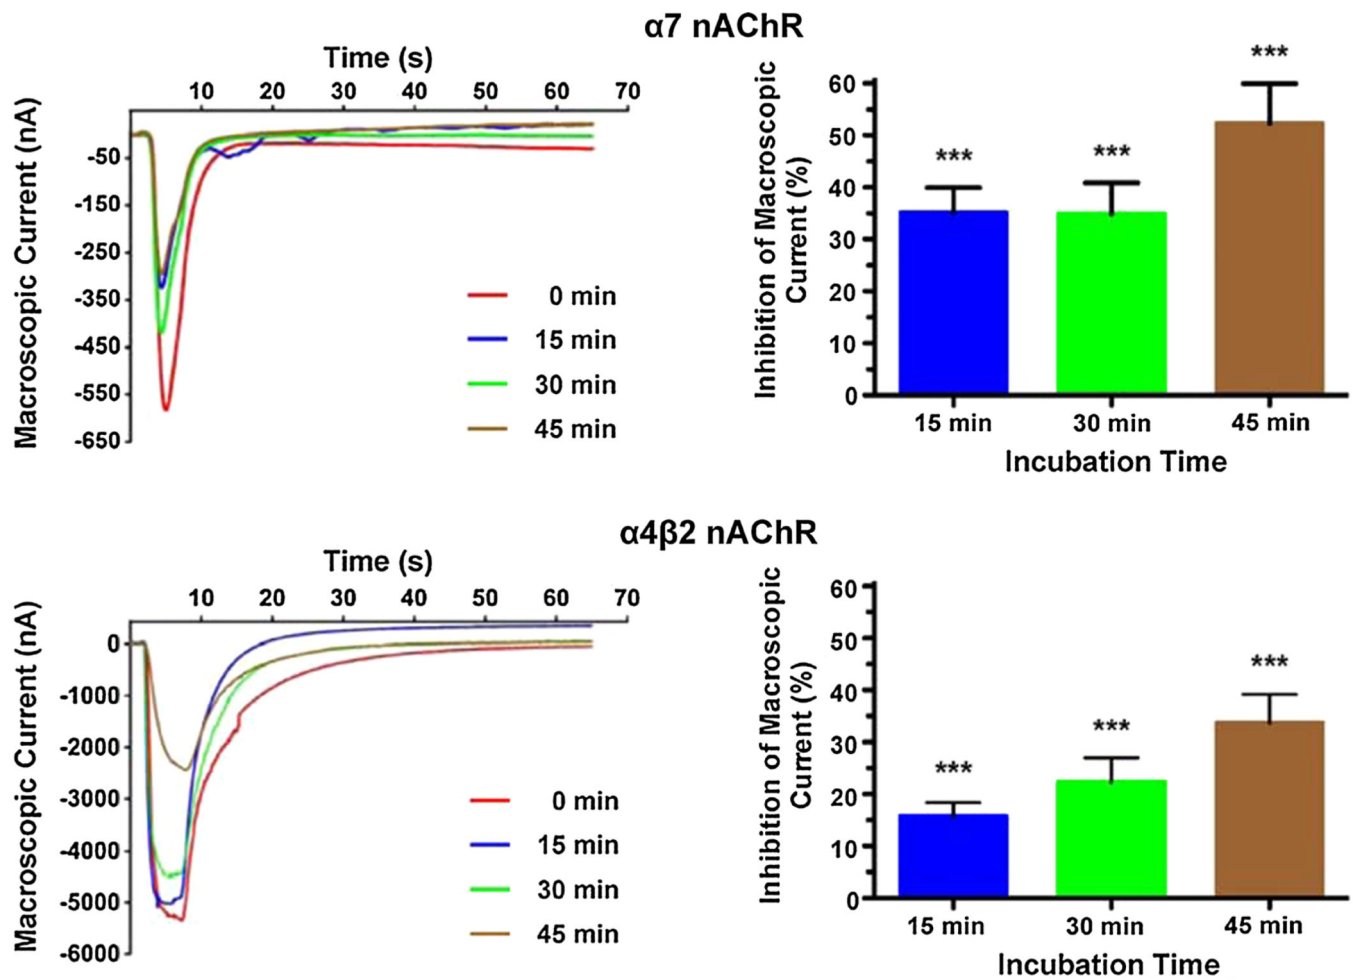 α7 nAChR
Time (s)
10 20 30 40 50 60 70
Macroscopic Current (nA)
-50
-150
-250
-350
-450
-550
-650
0 min
15 min
30 min
45 min
Inhibition of Macroscopic
Current (%)
60
50
40
30
20
10
0
***
***
***
15 min 30 min 45 min
Incubation Time
α4β2 nAChR
Time (s)
10 20 30 40 50 60 70
Macroscopic Current (nA)
0
-1000
-2000
-3000
-4000
-5000
-6000
0 min
15 min
30 min
45 min
Inhibition of Macroscopic
Current (%)
60
50
40
30
20
10
0
***
***
***
15 min 30 min 45 min
Incubation Time